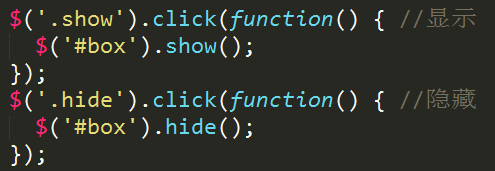 $('.show').click(function() { //显示
  $('#box').show();
});
$('.hide').click(function() { //隐藏
  $('#box').hide();
});